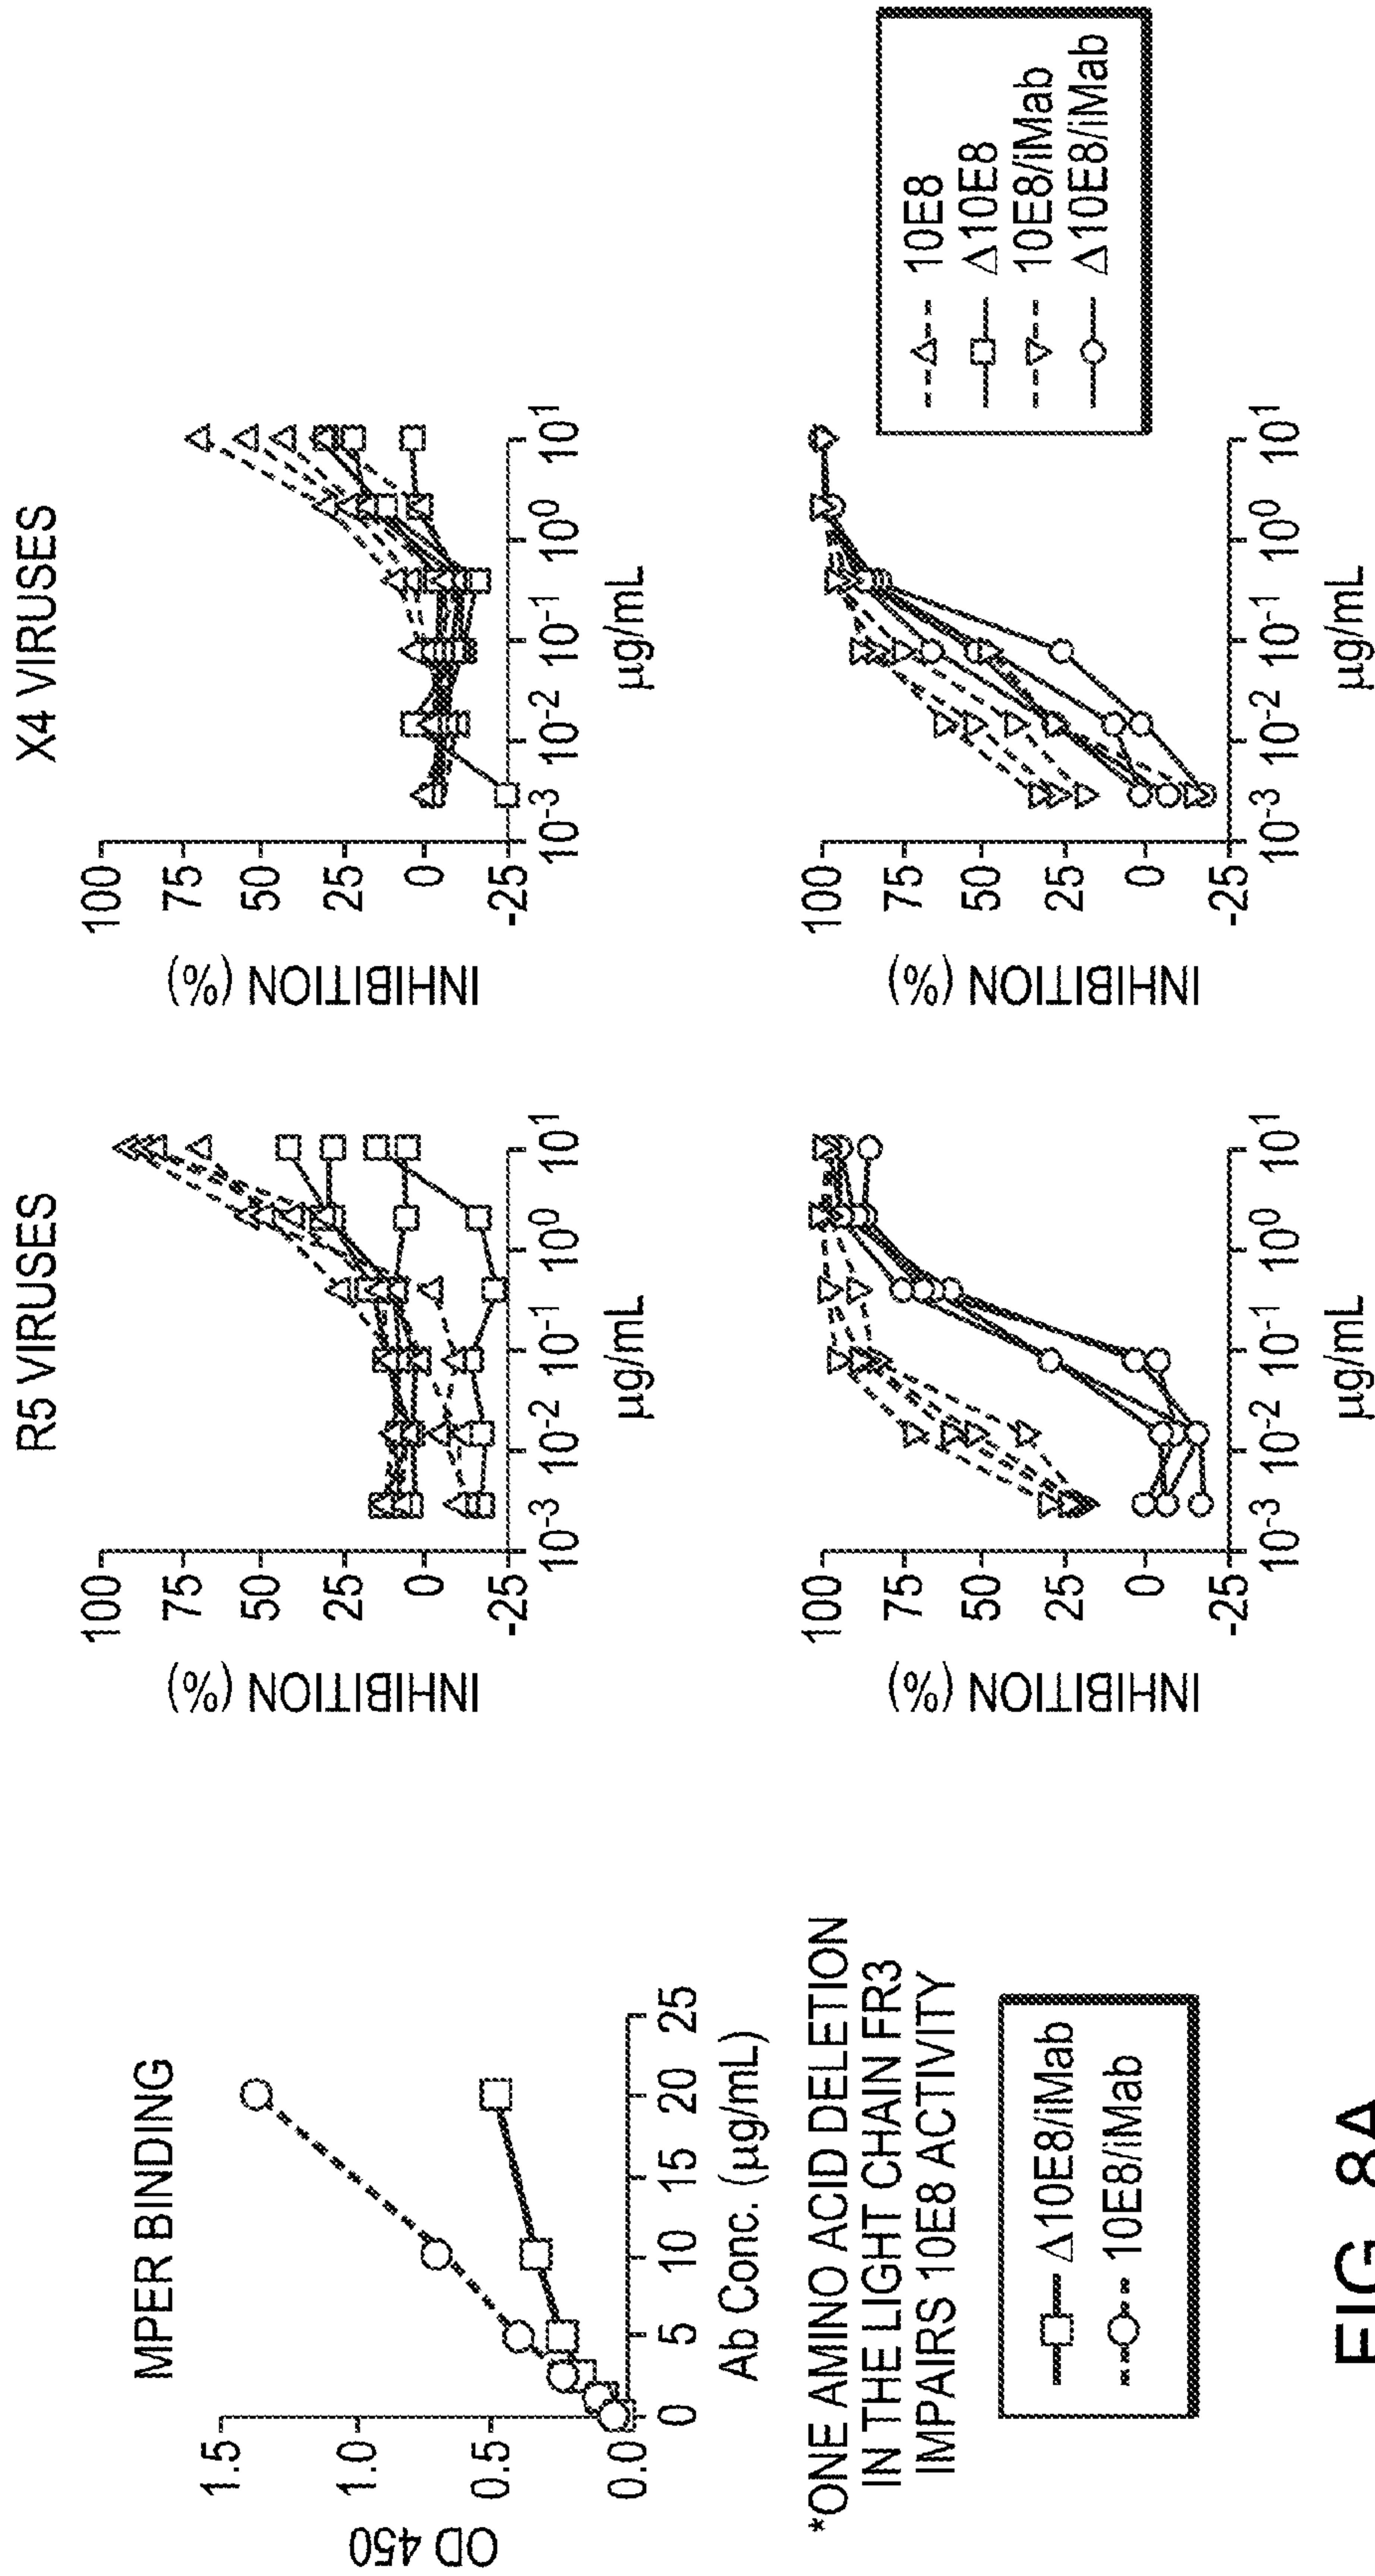 MPER BINDING
OD 450
1.5
1.0
0.5
0.0
0 5 10 15 20 25
Ab Conc. (µg/mL)
*ONE AMINO ACID DELETION
IN THE LIGHT CHAIN FR3
IMPAIRS 10E8 ACTIVITY
Δ10E8/iMab
10E8/iMab
R5 VIRUSES
INHIBITION (%)
100
75
50
25
0
-25
10-3 10-2 10-1 100 101
µg/mL
X4 VIRUSES
INHIBITION (%)
100
75
50
25
0
-25
10-3 10-2 10-1 100 101
µg/mL
INHIBITION (%)
100
75
50
25
0
-25
10-3 10-2 10-1 100 101
µg/mL
INHIBITION (%)
100
75
50
25
0
-25
10-3 10-2 10-1 100 101
µg/mL
10E8
Δ10E8
10E8/iMab
Δ10E8/iMab
FIG. 8A